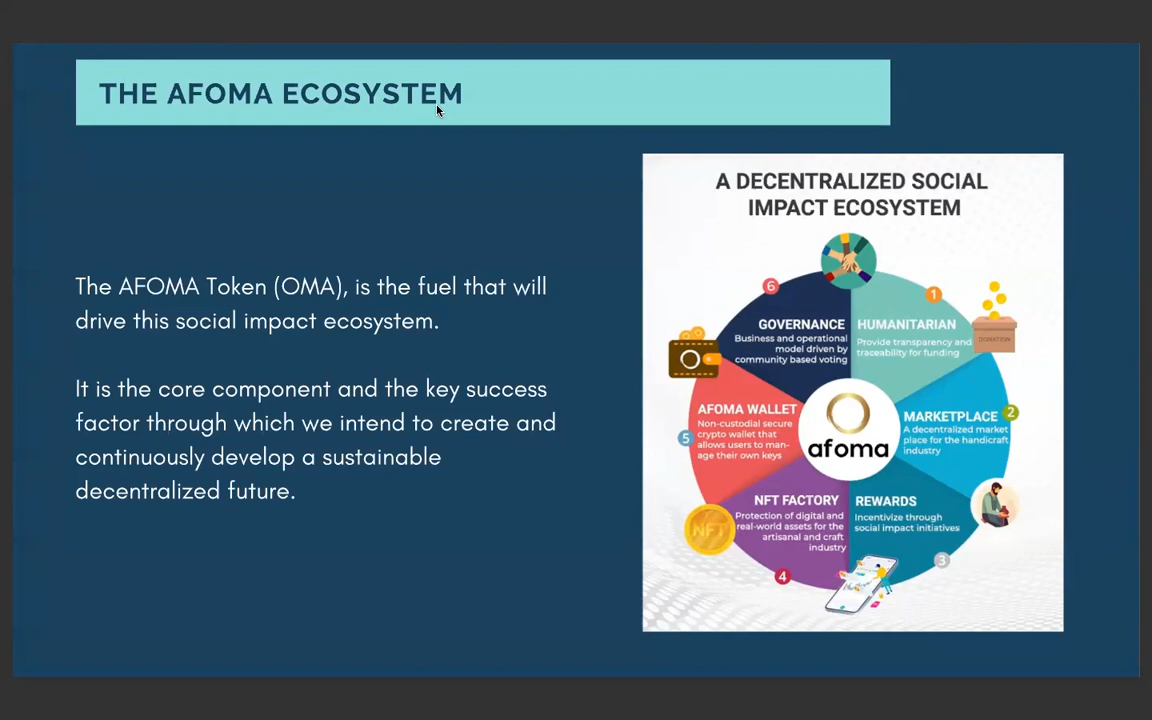 THE AFOMA ECOSYSTEM
The AFOMA Token (OMA), is the fuel that will
drive this social impact ecosystem.
It is the core component and the key success
factor through which we intend to create and
continuously develop a sustainable
decentralized future.
A DECENTRALIZED SOCIAL
IMPACT ECOSYSTEM
6
1
GOVERNANCE
Business and operational
model driven by
community based voting
HUMANITARIAN
Provide transparency and
traceability for funding
DONATION
AFOMA WALLET
Non-custodial secure
crypto wallet that
allows users to man-
age their own keys
5
afoma
MARKETPLACE
A decentralized market
place for the handicraft
industry
2
NFT FACTORY
Protection of digital and
real-world assets for the
artisanal and craft
industry
NFT
4
REWARDS
Incentivize through
social impact initiatives
3